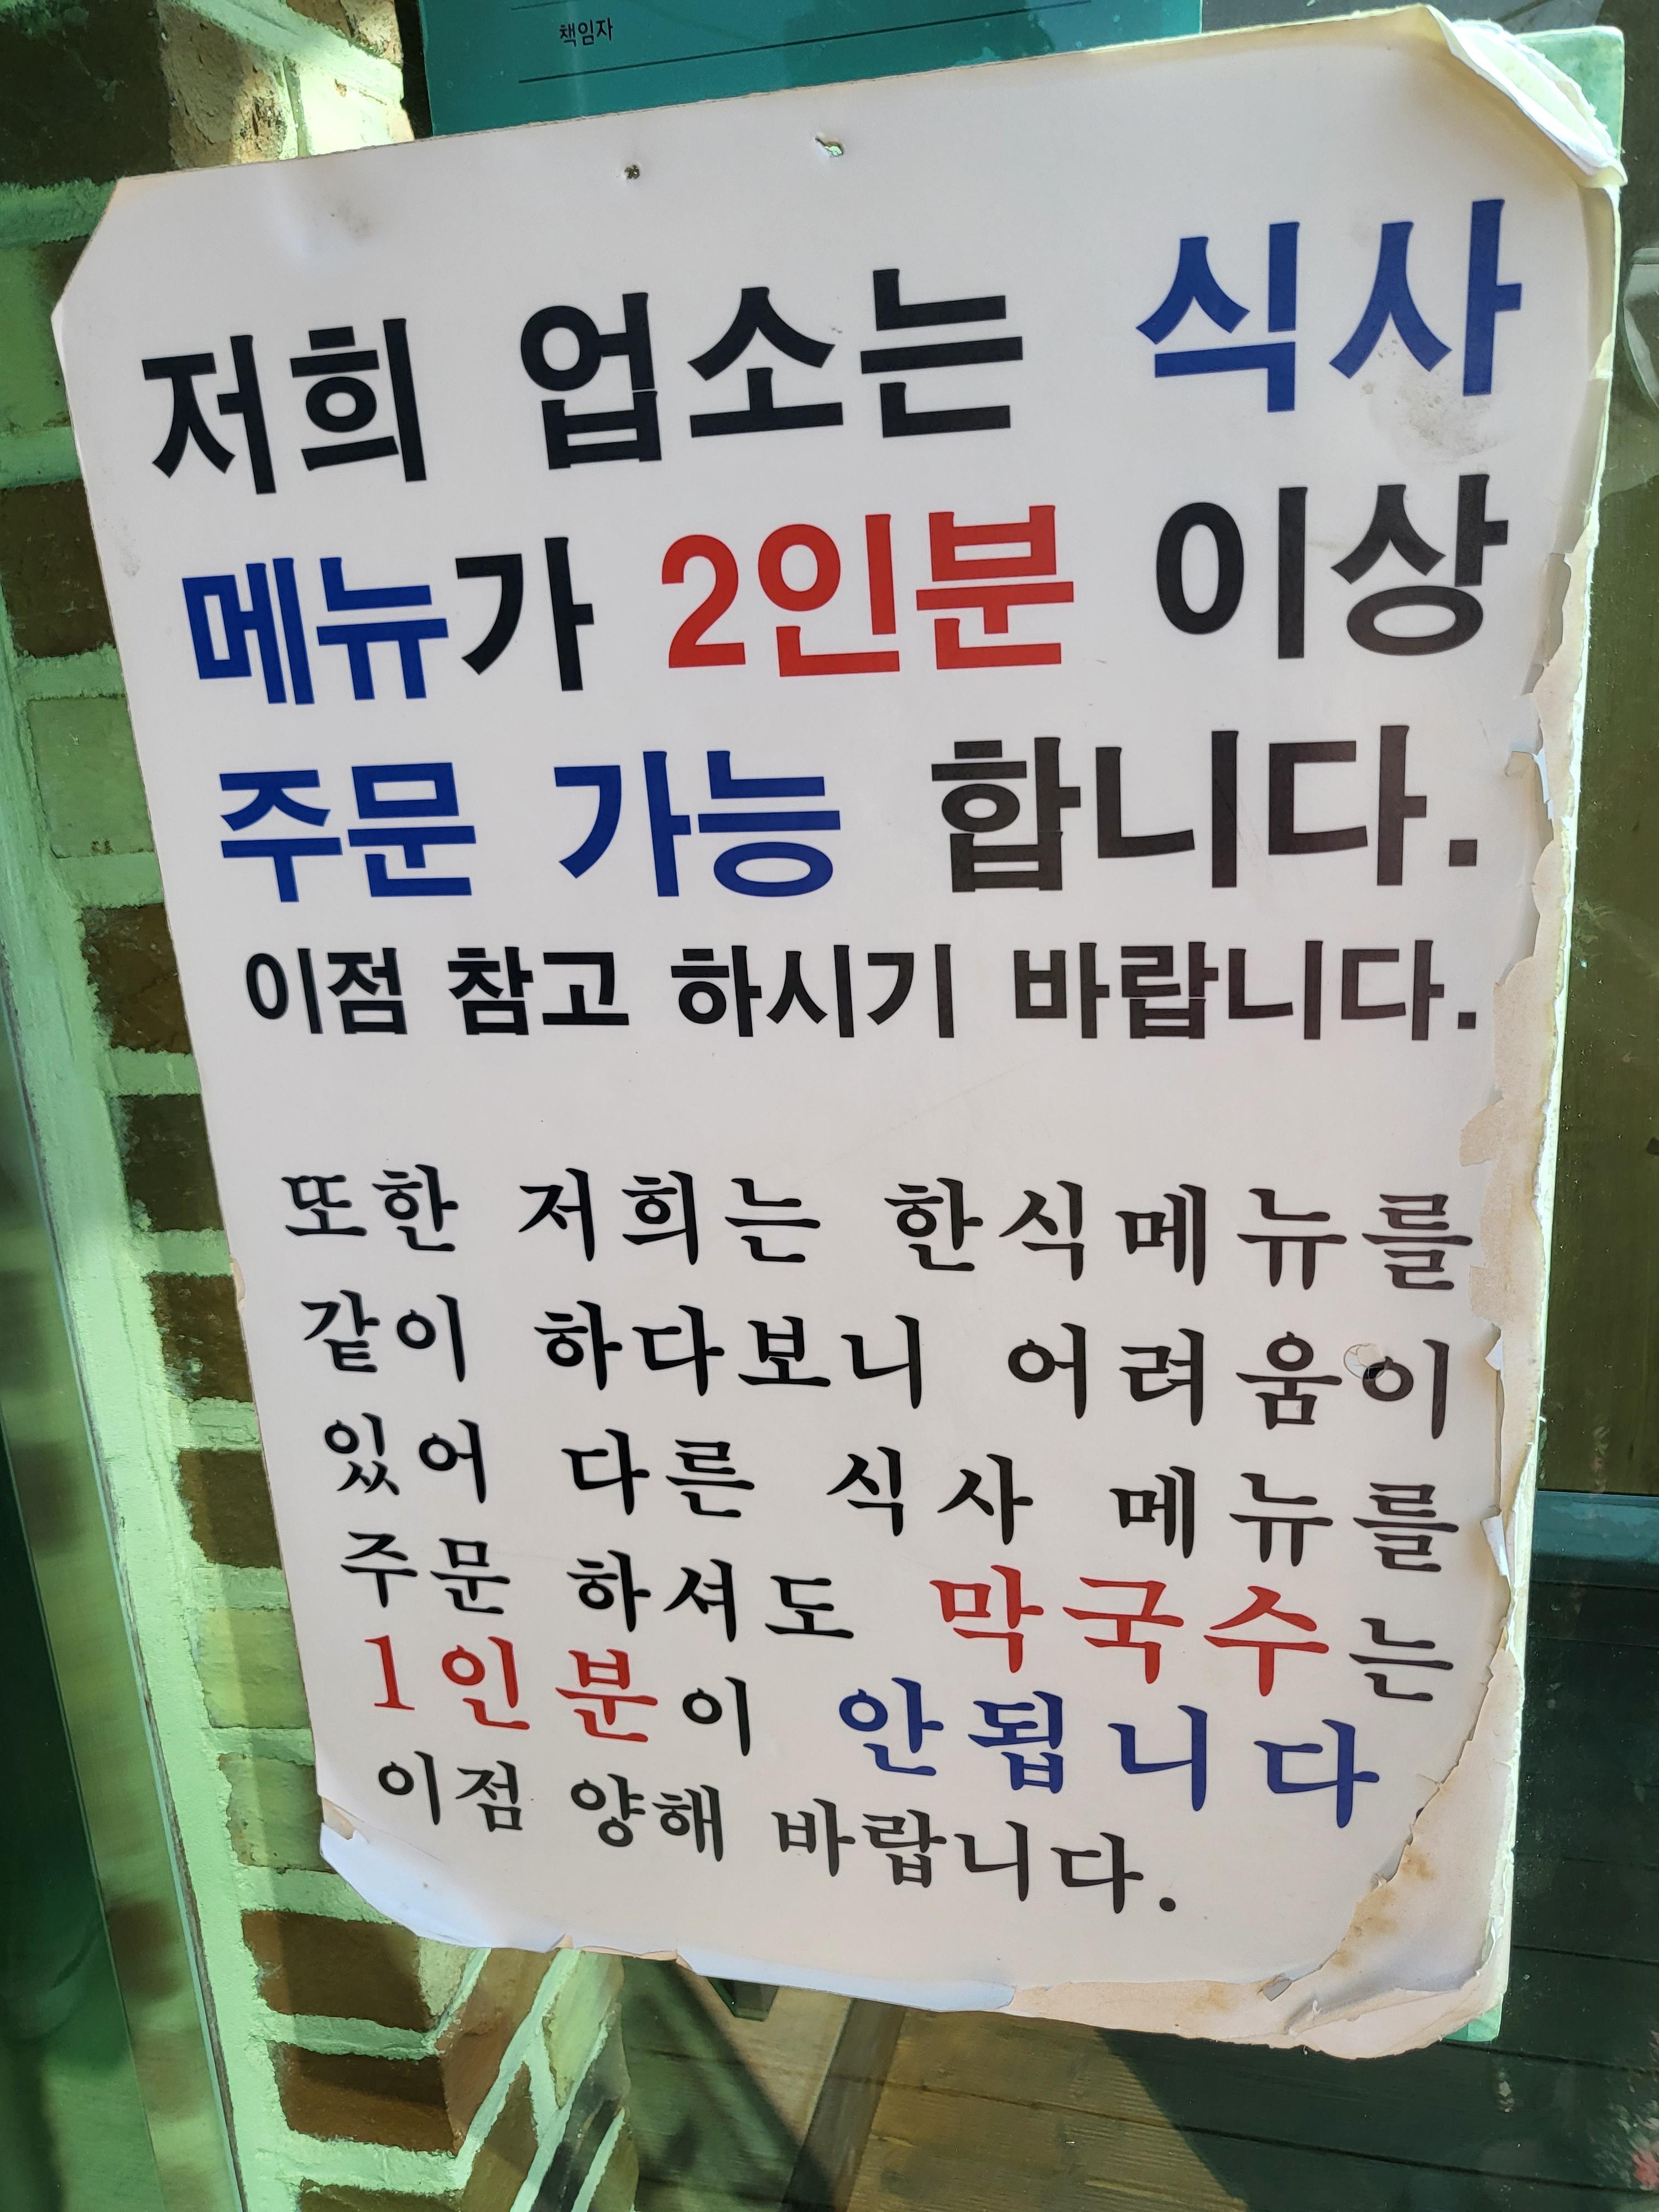 책임자
저희 업소는 식사
메뉴가 2인분 이상
주문 가능 합니다.
이점 참고 하시기 바랍니다.
또한 저희는 한식메뉴를
같이 하다보니 어려움이
있어 다른 식사 메뉴를
주문 하셔도 막국수는
1인분이 안됩니다
이점 양해 바랍니다.